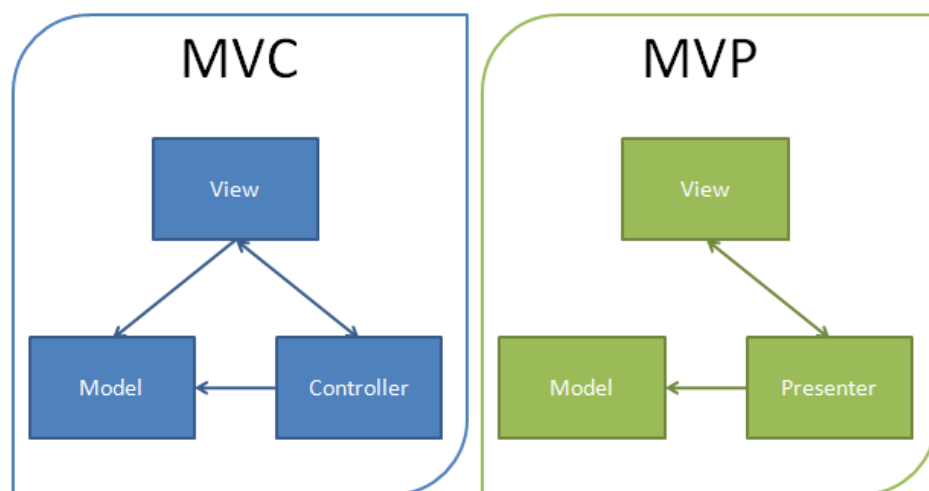 MVC
View
Model
Controller
MVP
View
Model
Presenter